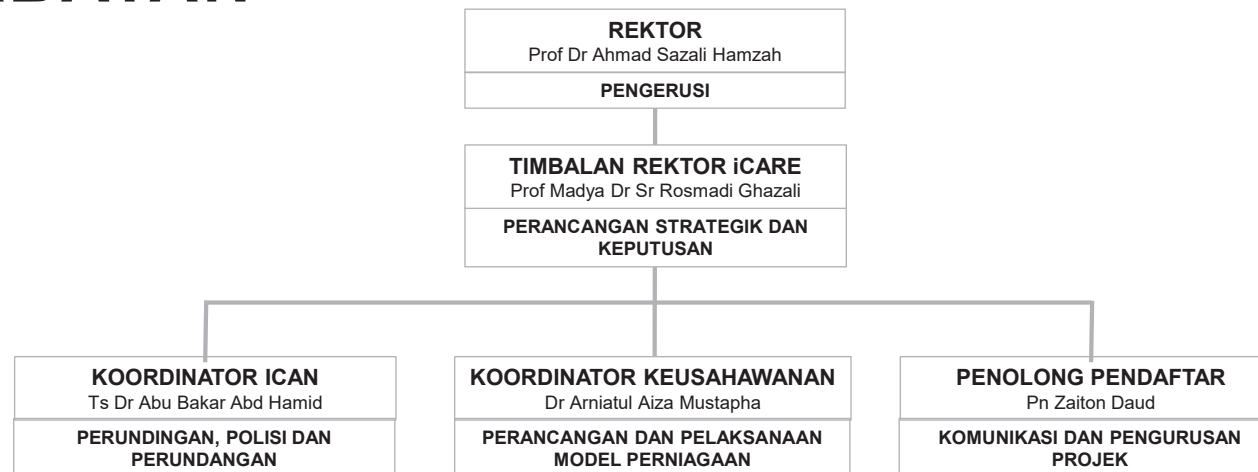 REKTOR
Prof Dr Ahmad Sazali Hamzah
PENGERUSI
TIMBALAN REKTOR iCARE
Prof Madya Dr Sr Rosmadi Ghazali
PERANCANGAN STRATEGIK DAN
KEPUTUSAN
KOORDINATOR ICAN
Ts Dr Abu Bakar Abd Hamid
PERUNDINGAN, POLISI DAN
PERUNDANGAN
KOORDINATOR KEUSAHAWANAN
Dr Arniatul Aiza Mustapha
PERANCANGAN DAN PELAKSANAAN
MODEL PERNIAGAAN
PENOLONG PENDAFTAR
Pn Zaiton Daud
KOMUNIKASI DAN PENGURUSAN
PROJEK